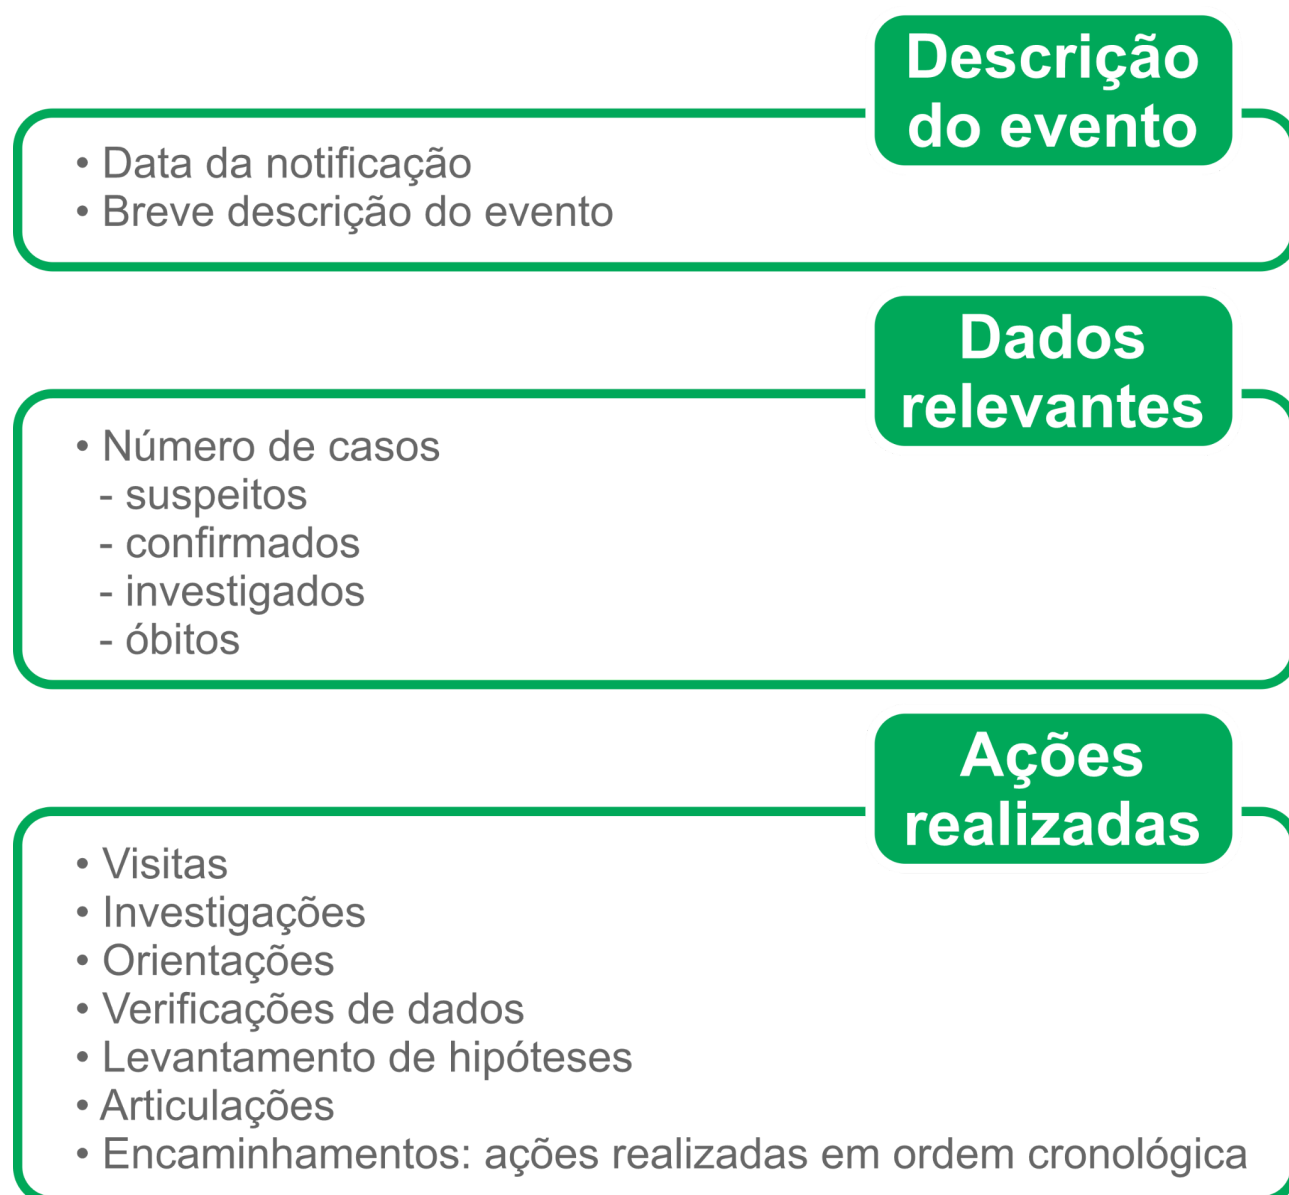 Descrição
do evento
• Data da notificação
• Breve descrição do evento
Dados
relevantes
• Número de casos
- suspeitos
- confirmados
- investigados
- óbitos
Ações
realizadas
• Visitas
• Investigações
• Orientações
• Verificações de dados
• Levantamento de hipóteses
• Articulações
• Encaminhamentos: ações realizadas em ordem cronológica